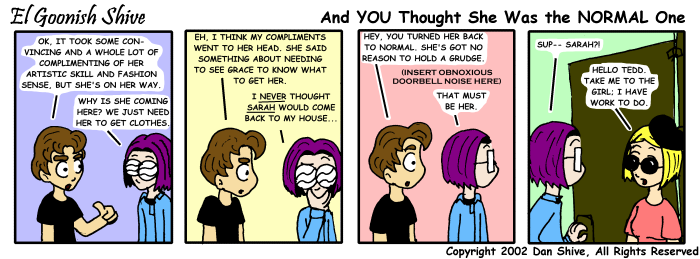 El Goonish Shive
And YOU Thought She Was the NORMAL One
OK, IT TOOK SOME CON-
VINCING AND A WHOLE LOT OF
COMPLIMENTING OF HER
ARTISTIC SKILL AND FASHION
SENSE, BUT SHE'S ON HER WAY.
WHY IS SHE COMING
HERE? WE JUST NEED
HER TO GET CLOTHES.
EH, I THINK MY COMPLIMENTS
WENT TO HER HEAD. SHE SAID
SOMETHING ABOUT NEEDING
TO SEE GRACE TO KNOW WHAT
TO GET HER.
I NEVER THOUGHT
SARAH WOULD COME
BACK TO MY HOUSE...
HEY, YOU TURNED HER BACK
TO NORMAL. SHE'S GOT NO
REASON TO HOLD A GRUDGE.
(INSERT OBNOXIOUS
DOORBELL NOISE HERE)
THAT MUST
BE HER.
SUP-- SARAH?!
HELLO TEDD.
TAKE ME TO THE
GIRL; I HAVE
WORK TO DO.
Copyright 2002 Dan Shive, All Rights Reserved